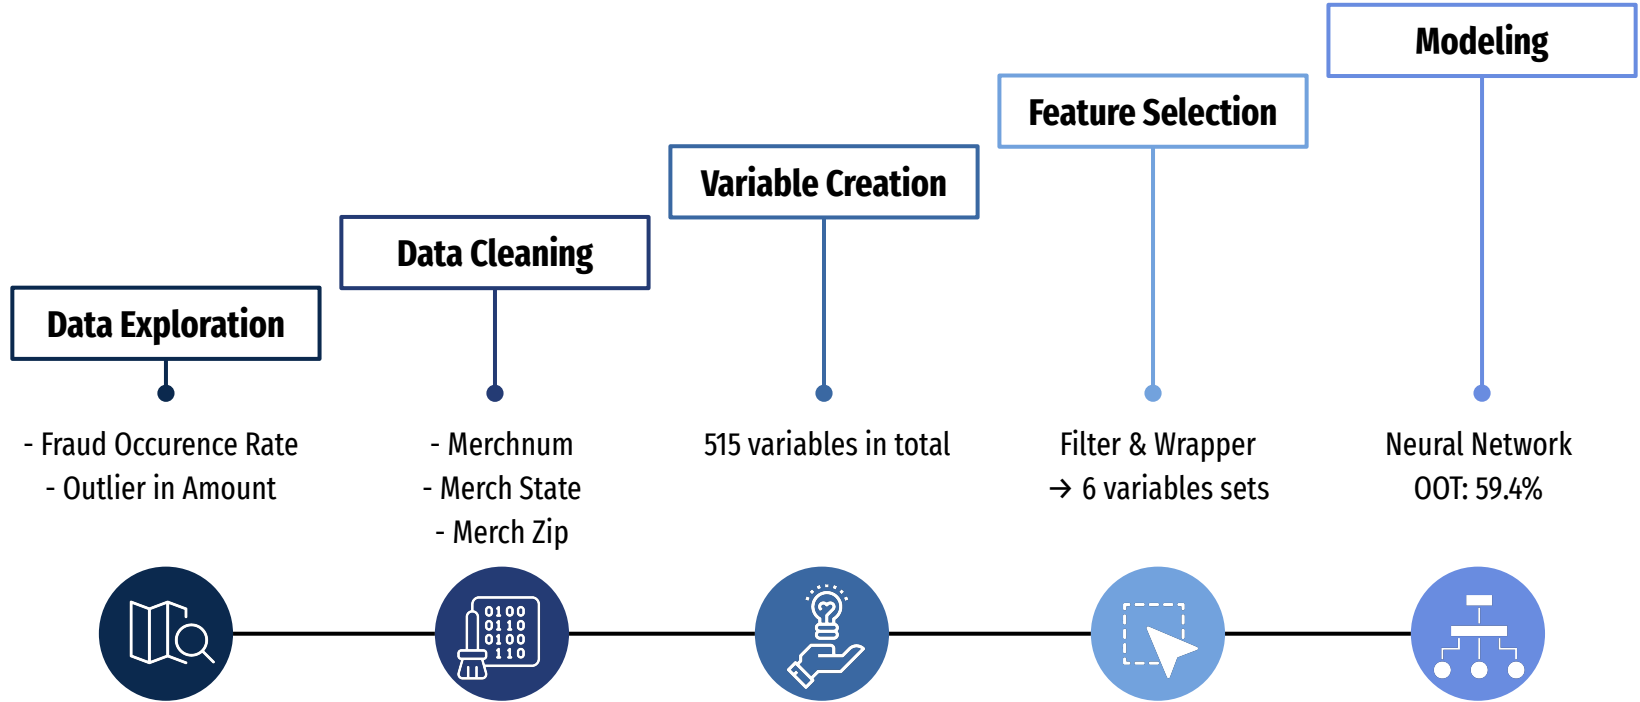 Modeling
Feature Selection
Variable Creation
Data Cleaning
Data Exploration
- Fraud Occurence Rate
- Outlier in Amount
- Merchnum
- Merch State
- Merch Zip
515 variables in total
Filter & Wrapper
→ 6 variables sets
Neural Network
OOT: 59.4%
0100
0110
0100
110